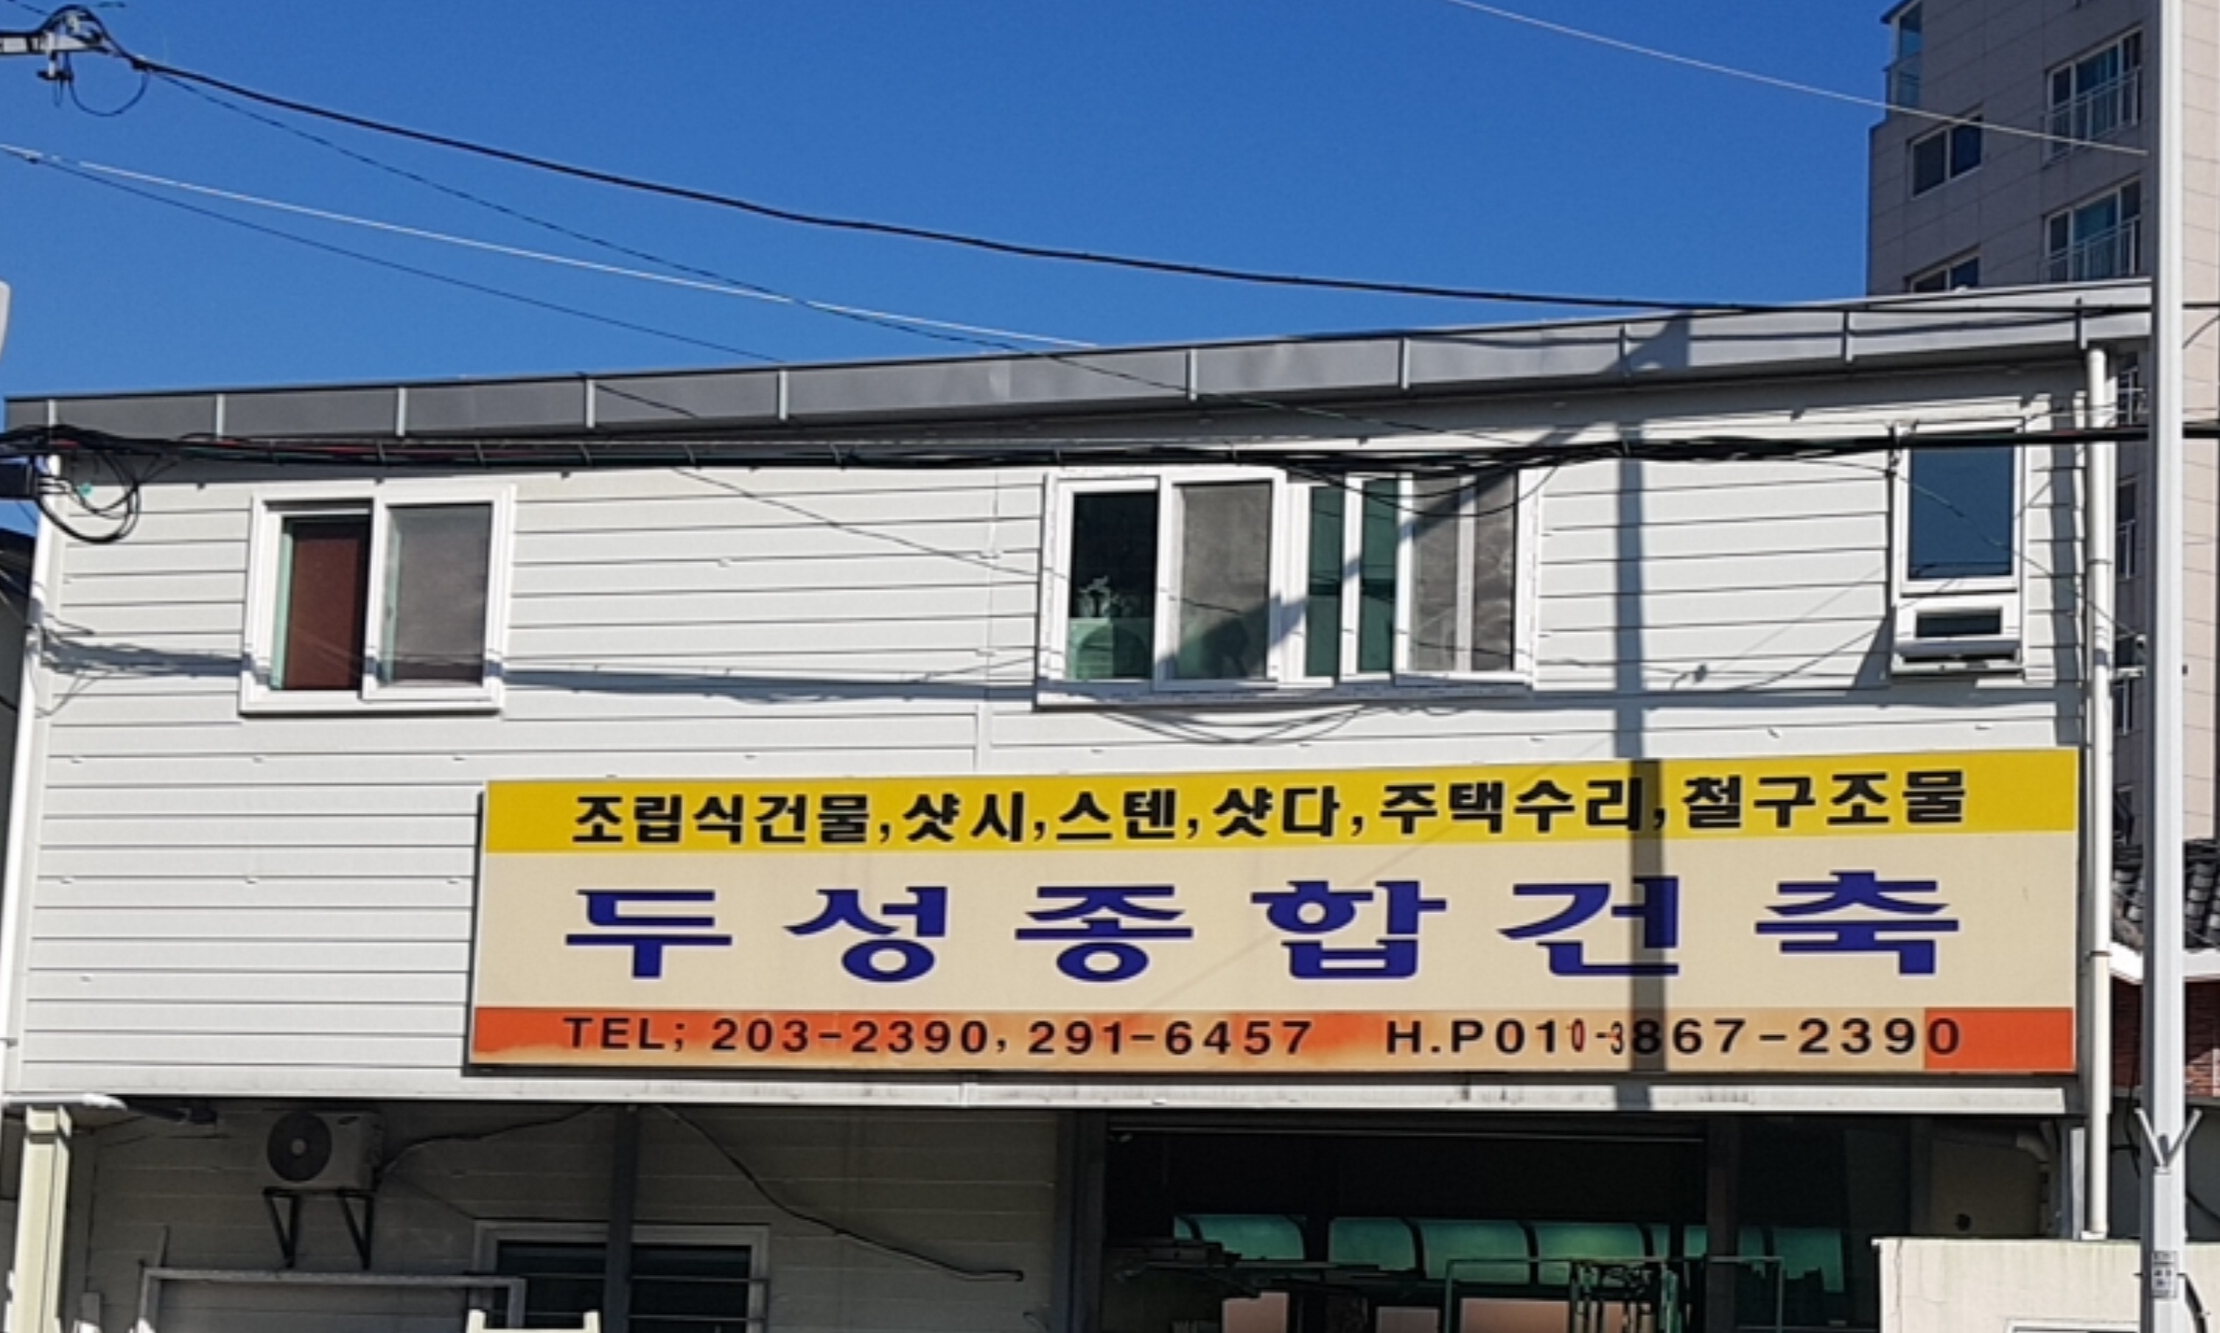 조립식건물,샷시,스텐,샷다,주택수리,철구조물
두성종합건축
TEL; 203-2390, 291-6457 H.P010-3867-2390